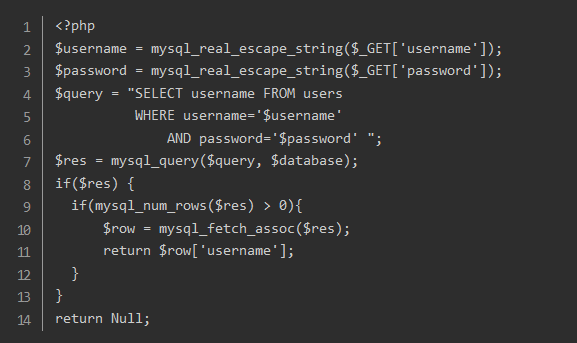 1 <?php
2 $username = mysql_real_escape_string($_GET['username']);
3 $password = mysql_real_escape_string($_GET['password']);
4 $query = "SELECT username FROM users
5           WHERE username='$username'
6               AND password='$password' ";
7 $res = mysql_query($query, $database);
8 if($res) {
9   if(mysql_num_rows($res) > 0){
10       $row = mysql_fetch_assoc($res);
11       return $row['username'];
12   }
13 }
14 return Null;